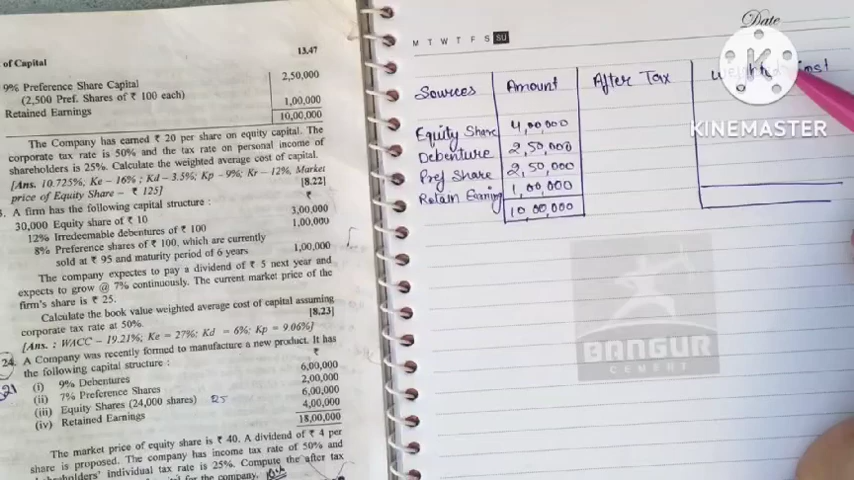 of Capital
13.47
9% Preference Share Capital
(2,500 Pref. Shares of ₹ 100 each) 2,50,000
Retained Earnings 1,00,000
10,00,000
The Company has earned ₹ 20 per share on equity capital. The
corporate tax rate is 50% and the tax rate on personal income of
shareholders is 25%. Calculate the weighted average cost of capital.
[Ans. 10.725%, Ke – 16%; Kd – 3.5%; Kp – 9%; Kr – 12%, Market
price of Equity Share – ₹ 125] [8.22]
A firm has the following capital structure : ₹
30,000 Equity share of ₹ 10 3,00,000
12% Irredeemable debentures of ₹ 100 1,00,000
8% Preference shares of ₹ 100, which are currently
sold at ₹ 95 and maturity period of 6 years 1,00,000
The company expects to pay a dividend of ₹ 5 next year and
expects to grow @ 7% continuously. The current market price of the
firm's share is ₹ 25.
Calculate the book value weighted average cost of capital assuming
corporate tax rate at 50%. [8.23]
[Ans. : WACC – 19.21%, Ke = 27%; Kd = 6%; Kp = 9.06%]
24. A Company was recently formed to manufacture a new product. It has
the following capital structure : ₹
21
(i) 9% Debentures 6,00,000
(ii) 7% Preference Shares 2,00,000
(iii) Equity Shares (24,000 shares) 25 6,00,000
(iv) Retained Earnings 4,00,000
18,00,000
The market price of equity share is ₹ 40. A dividend of ₹ 4 per
share is proposed. The company has income tax rate of 50% and
shareholders' individual tax rate is 25%. Compute the after tax
for the company.
Date
M T W T F S SU
Sources Amount After Tax
Equity Share 4,00,000
Debenture 2,50,000
Pref Share 2,50,000
Retain Earning 1,00,000
10,00,000
K
KINEMASTER
BANGUR
CEMENT